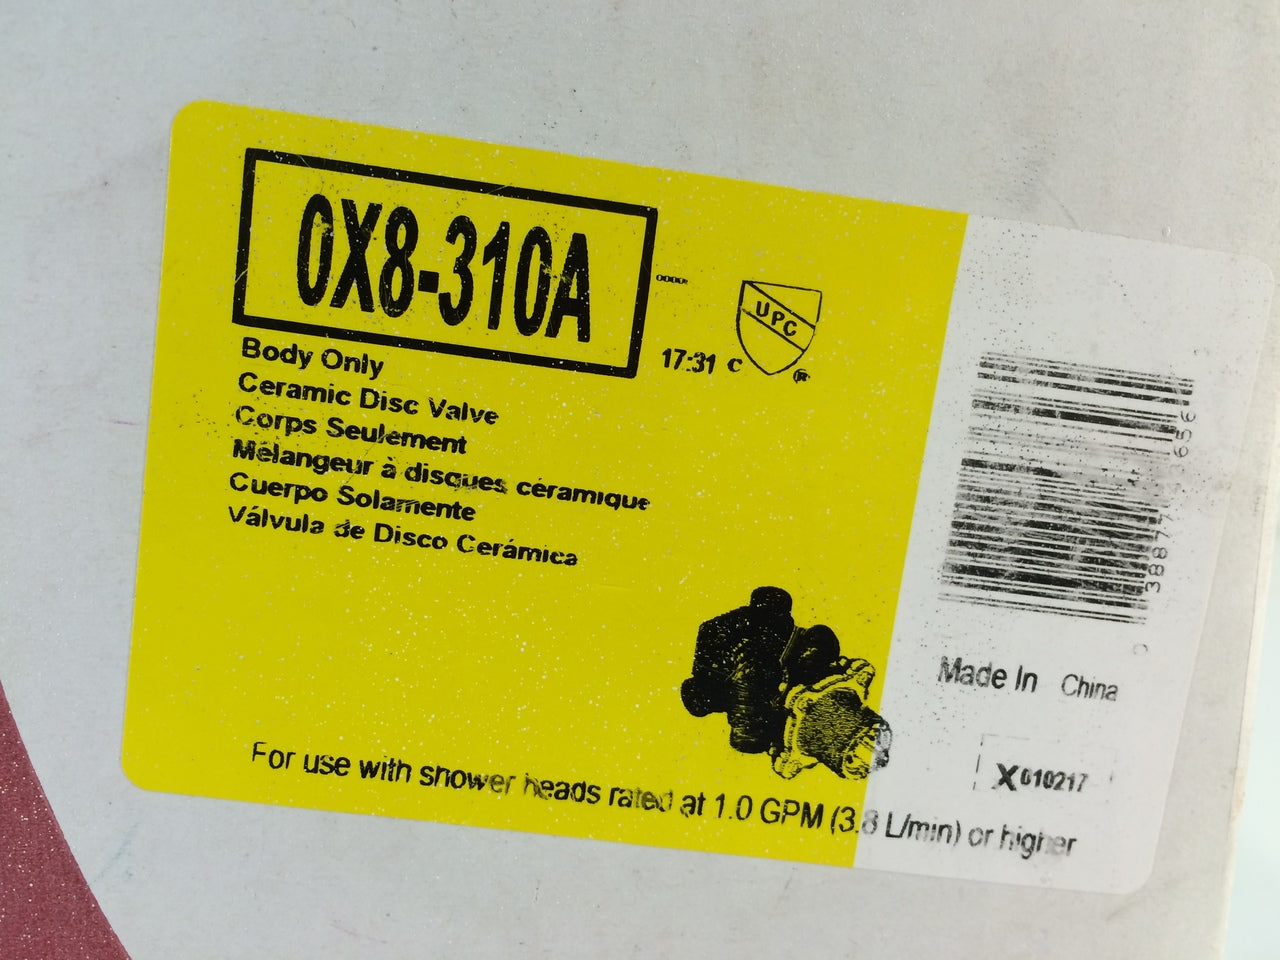 0X8-310A
17:31 c
UPC
®
Body Only
Ceramic Disc Valve
Corps Seulement
Mélangeur à disques céramique
Cuerpo Solamente
Válvula de Disco Cerámica
Made In China
X010217
For use with shower heads rated at 1.0 GPM (3.8 L/min) or higher